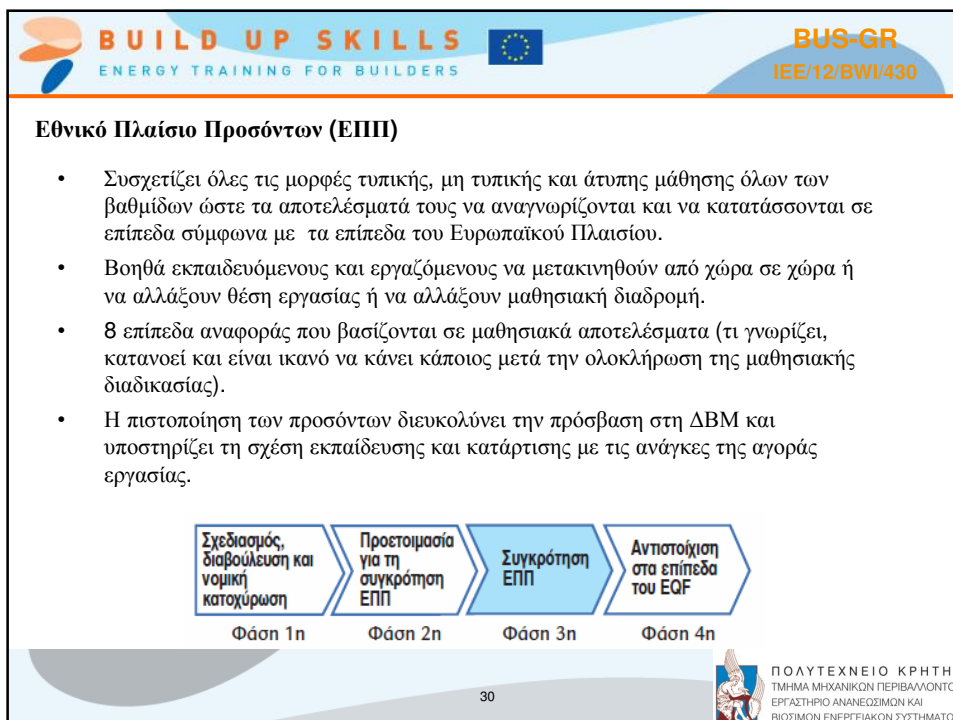 BUILD UP SKILLS
ENERGY TRAINING FOR BUILDERS
BUS-GR
IEE/12/BWI/430
Εθνικό Πλαίσιο Προσόντων (ΕΠΠ)
• Συσχετίζει όλες τις μορφές τυπικής, μη τυπικής και άτυπης μάθησης όλων των
βαθμίδων ώστε τα αποτελέσματά τους να αναγνωρίζονται και να κατατάσσονται σε
επίπεδα σύμφωνα με τα επίπεδα του Ευρωπαϊκού Πλαισίου.
• Βοηθά εκπαιδευόμενους και εργαζόμενους να μετακινηθούν από χώρα σε χώρα ή
να αλλάξουν θέση εργασίας ή να αλλάξουν μαθησιακή διαδρομή.
• 8 επίπεδα αναφοράς που βασίζονται σε μαθησιακά αποτελέσματα (τι γνωρίζει,
κατανοεί και είναι ικανό να κάνει κάποιος μετά την ολοκλήρωση της μαθησιακής
διαδικασίας).
• Η πιστοποίηση των προσόντων διευκολύνει την πρόσβαση στη ΔΒΜ και
υποστηρίζει τη σχέση εκπαίδευσης και κατάρτισης με τις ανάγκες της αγοράς
εργασίας.
Σχεδιασμός,
διαβούλευση και
νομική
κατοχύρωση
Προετοιμασία
για τη
συγκρότηση
ΕΠΠ
Συγκρότηση
ΕΠΠ
Αντιστοίχιση
στα επίπεδα
του EQF
Φάση 1η Φάση 2η Φάση 3η Φάση 4η
30
ΠΟΛΥΤΕΧΝΕΙΟ ΚΡΗΤΗ
ΤΜΗΜΑ ΜΗΧΑΝΙΚΩΝ ΠΕΡΙΒΑΛΛΟΝΤΟ
ΕΡΓΑΣΤΗΡΙΟ ΑΝΑΝΕΩΣΙΜΩΝ ΚΑΙ
ΒΙΩΣΙΜΩΝ ΕΝΕΡΓΕΙΑΚΩΝ ΣΥΣΤΗΜΑΤΩ